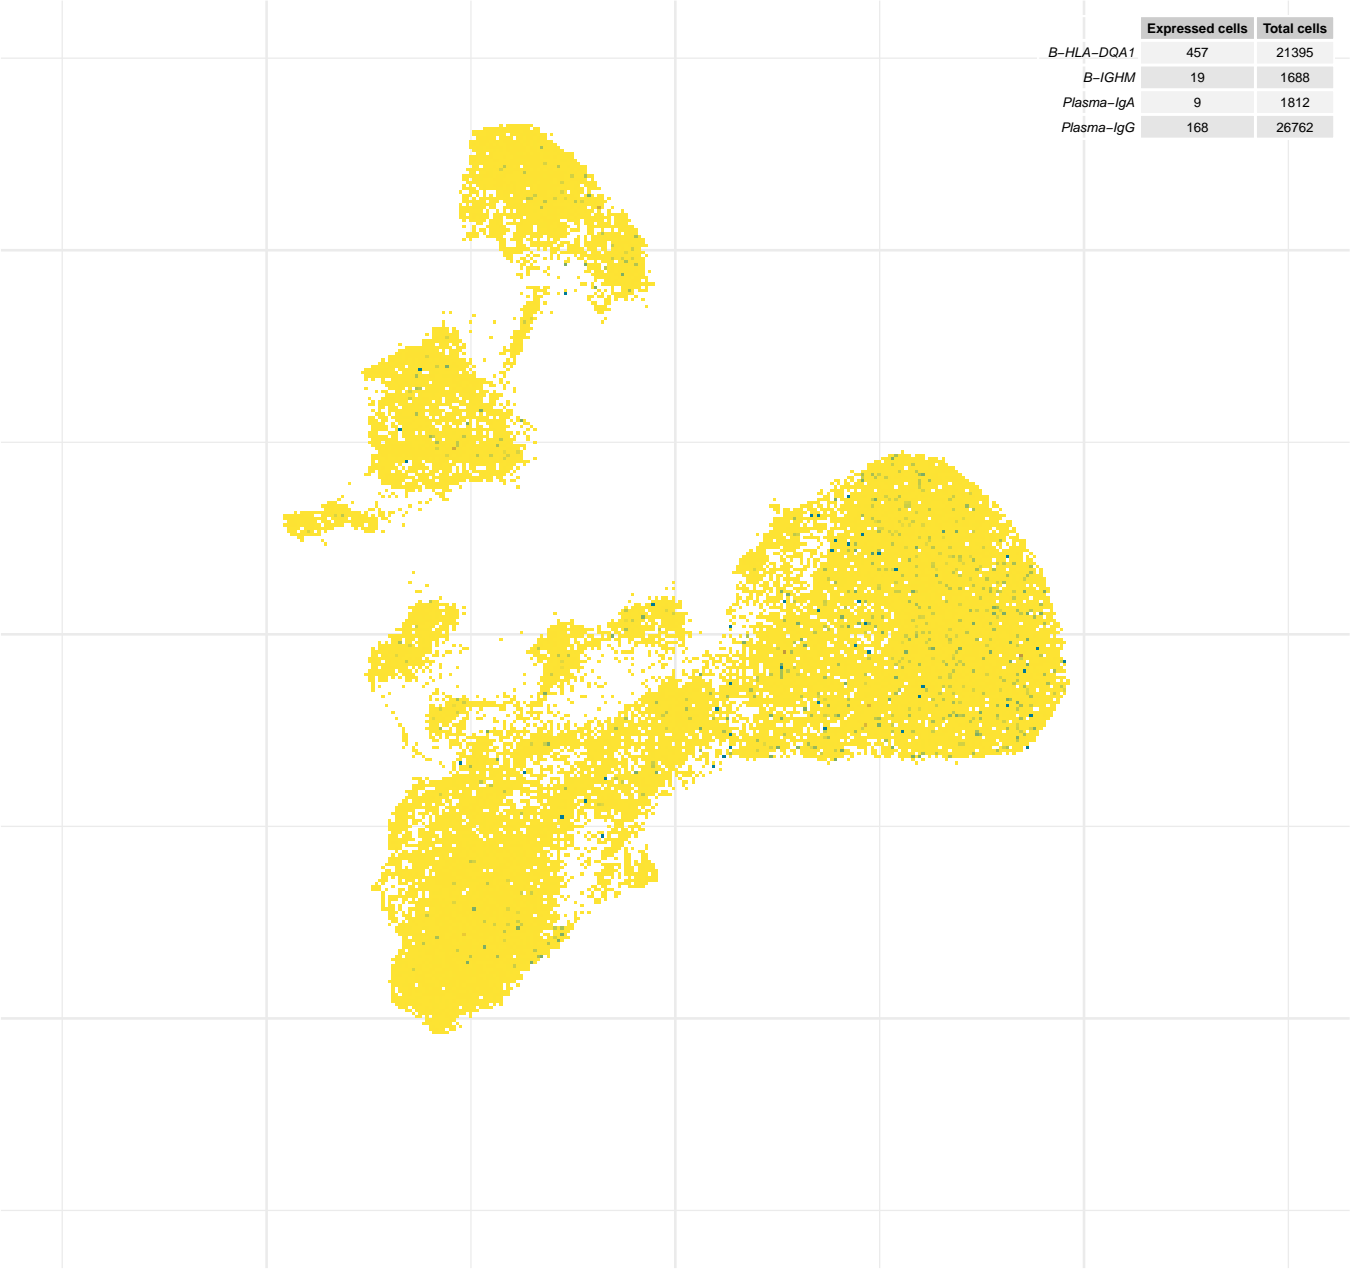 Expressed cells Total cells
B−HLA−DQA1 457 21395
B−IGHM 19 1688
Plasma−IgA 9 1812
Plasma−IgG 168 26762